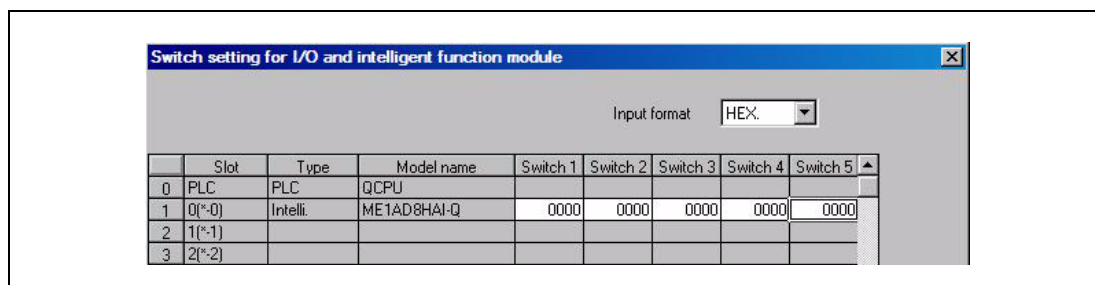 Switch setting for I/O and intelligent function module
Input format HEX.
Slot Type Model name Switch 1 Switch 2 Switch 3 Switch 4 Switch 5
0 PLC PLC QCPU
1 0(*-0) Intelli. ME1AD8HAI-Q 0000 0000 0000 0000 0000
2 1(*-1)
3 2(*-2)